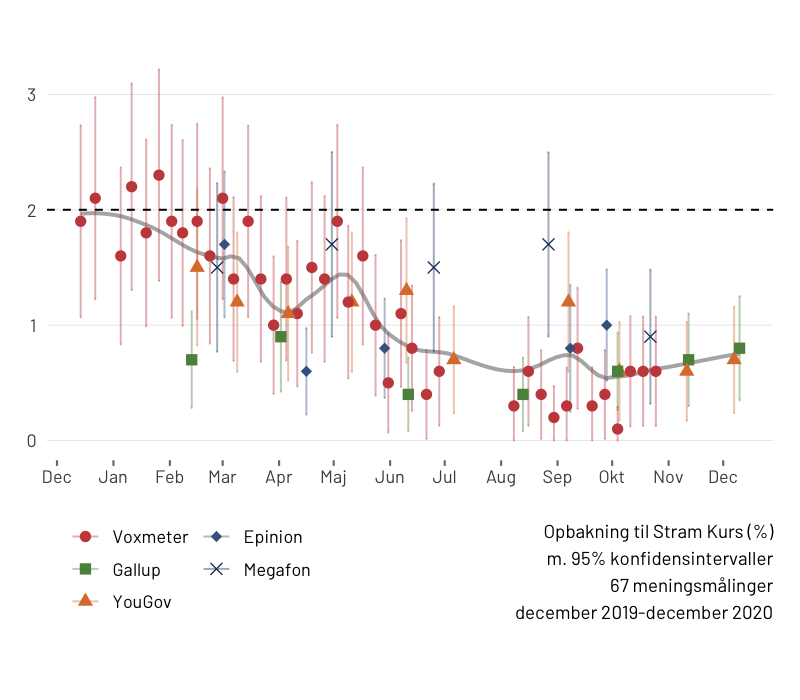 3
2
1
0
Dec Jan Feb Mar Apr Maj Jun Jul Aug Sep Okt Nov Dec
Voxmeter Epinion
Gallup Megafon
YouGov
Opbakning til Stram Kurs (%)
m. 95% konfidensintervaller
67 meningsmålinger
december 2019-december 2020